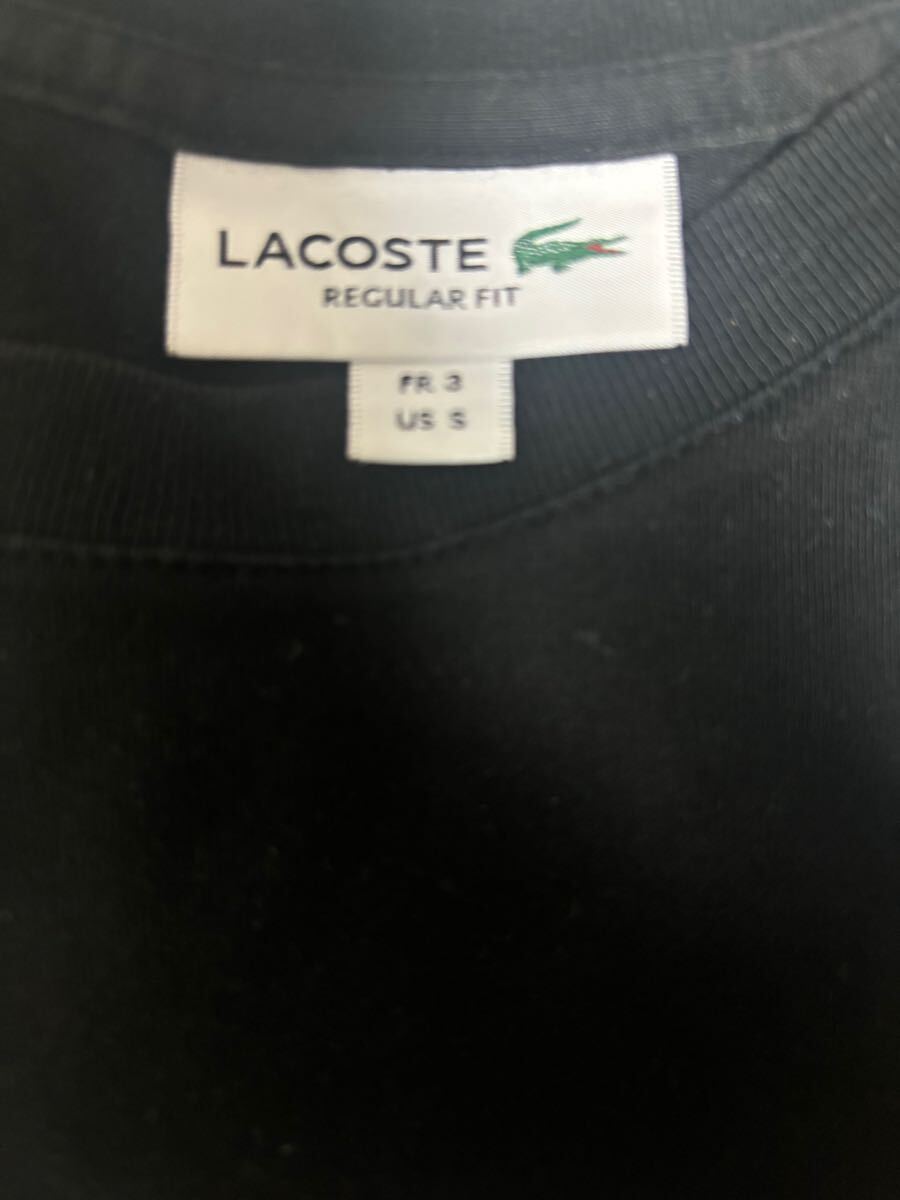 LACOSTE
REGULAR FIT
FR 3
US S